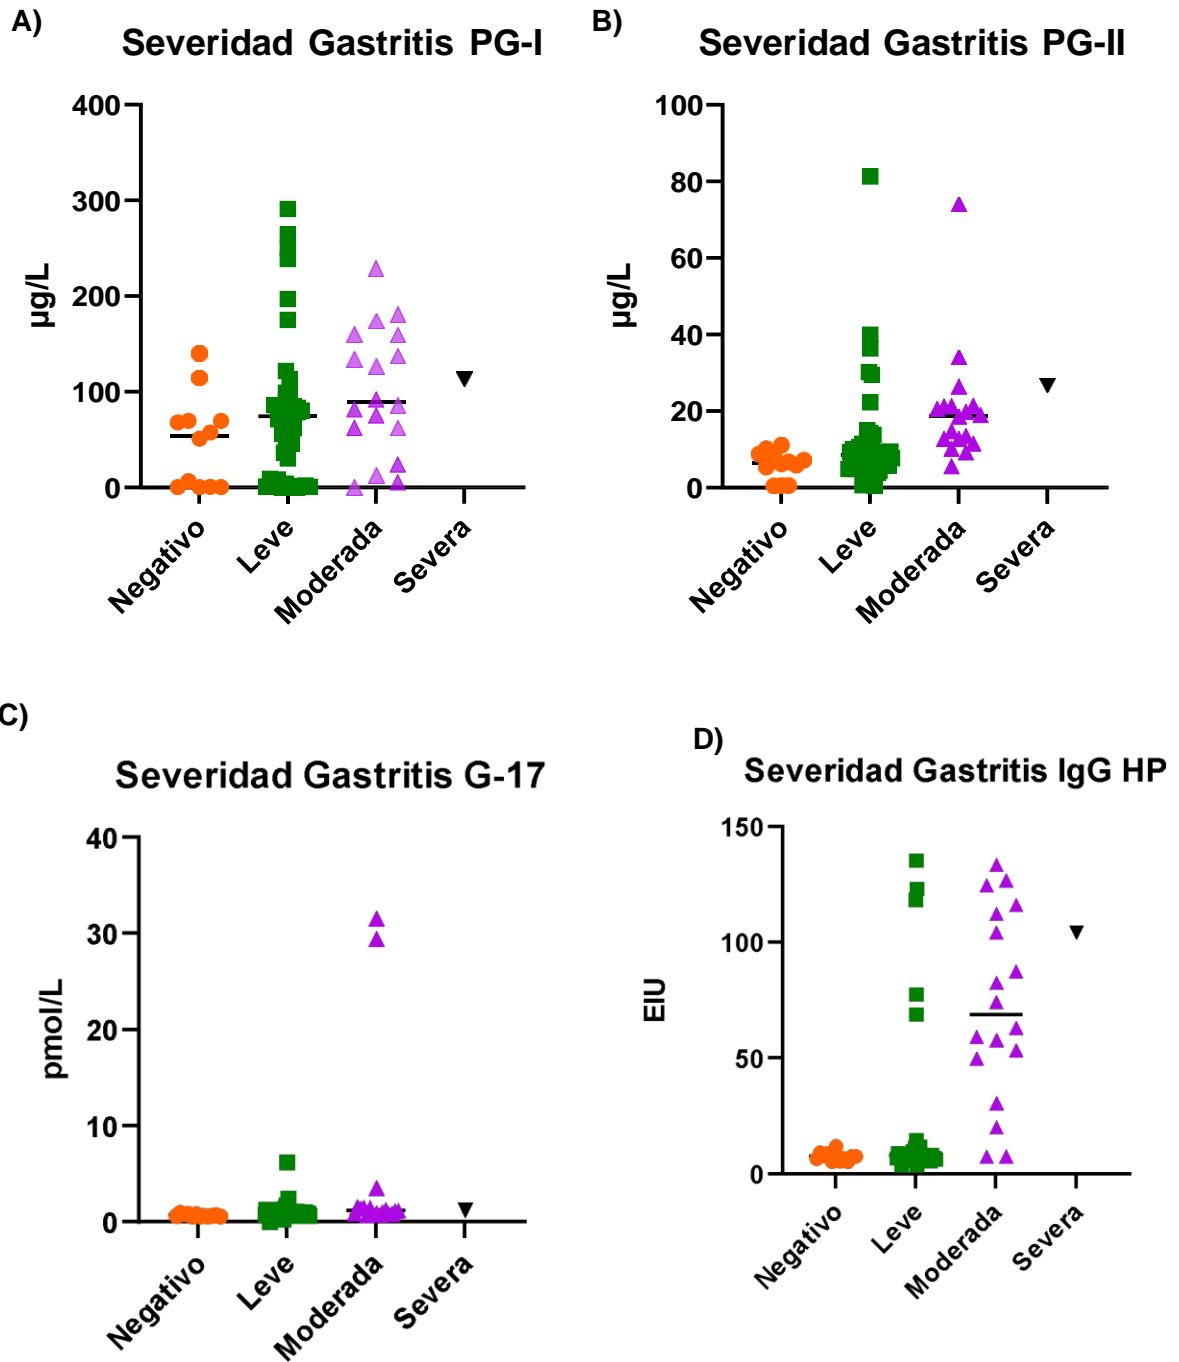 A)
Severidad Gastritis PG-I
400
300
200
100
0
µg/L
Negativo
Leve
Moderada
Severa
B)
Severidad Gastritis PG-II
100
80
60
40
20
0
µg/L
Negativo
Leve
Moderada
Severa
C)
Severidad Gastritis G-17
40
30
20
10
0
pmol/L
Negativo
Leve
Moderada
Severa
D)
Severidad Gastritis IgG HP
150
100
50
0
EIU
Negativo
Leve
Moderada
Severa